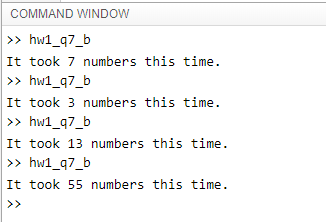 COMMAND WINDOW
>> hw1_q7_b
It took 7 numbers this time.
>> hw1_q7_b
It took 3 numbers this time.
>> hw1_q7_b
It took 13 numbers this time.
>> hw1_q7_b
It took 55 numbers this time.
>>